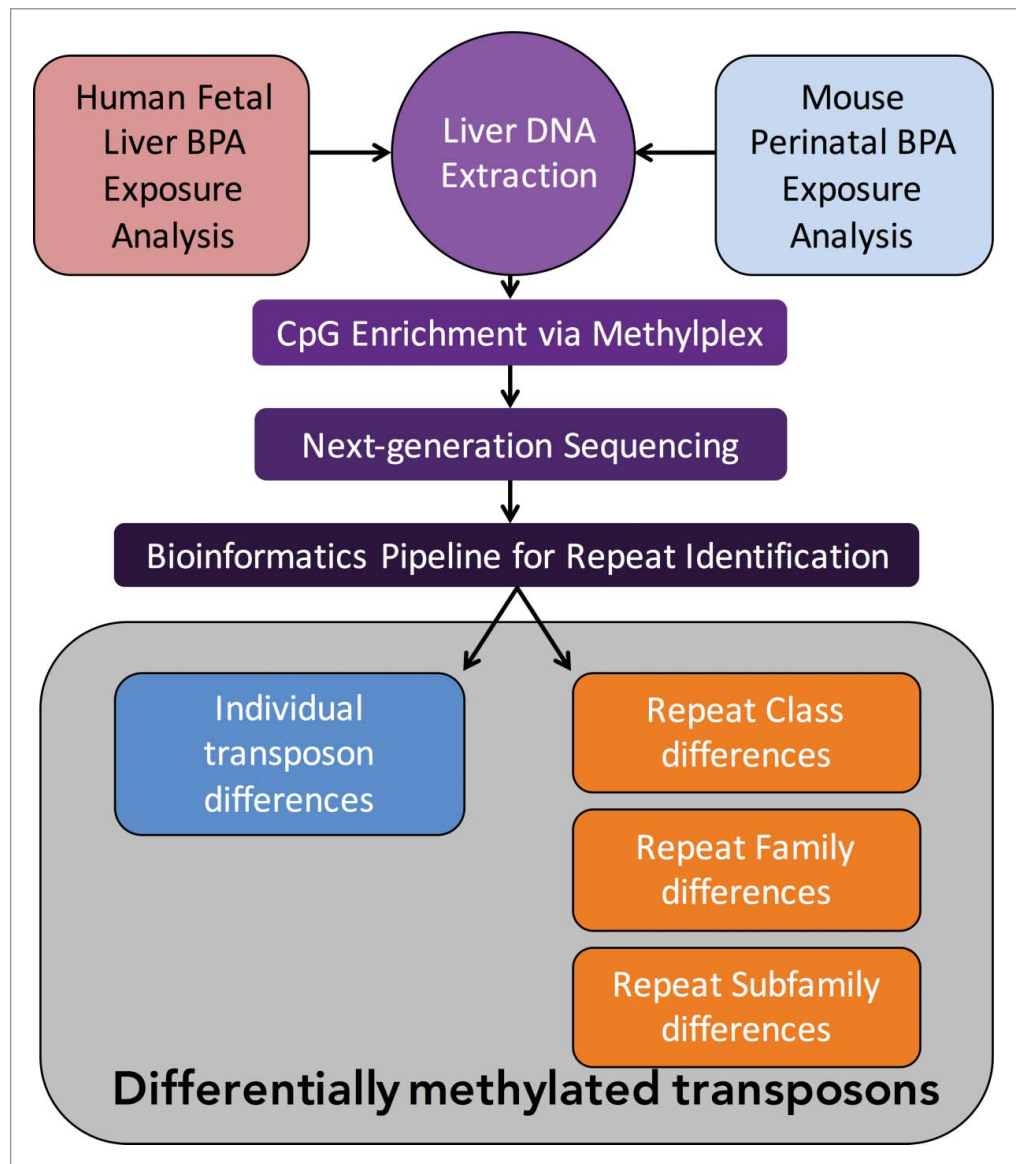 Human Fetal
Liver BPA
Exposure
Analysis
Liver DNA
Extraction
Mouse
Perinatal BPA
Exposure
Analysis
CpG Enrichment via Methylplex
Next-generation Sequencing
Bioinformatics Pipeline for Repeat Identification
Individual
transposon
differences
Repeat Class
differences
Repeat Family
differences
Repeat Subfamily
differences
Differentially methylated transposons